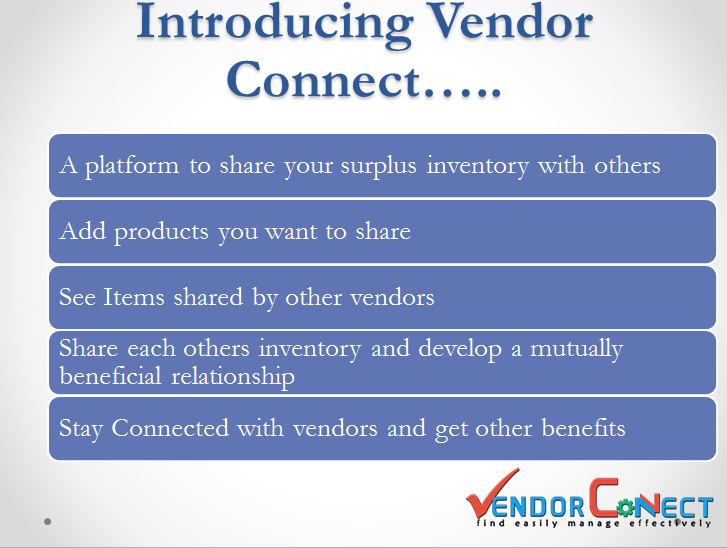 Introducing Vendor
Connect…..
A platform to share your surplus inventory with others
Add products you want to share
See Items shared by other vendors
Share each others inventory and develop a mutually
beneficial relationship
Stay Connected with vendors and get other benefits
VENDOR CoNECT
find easily manage effectively